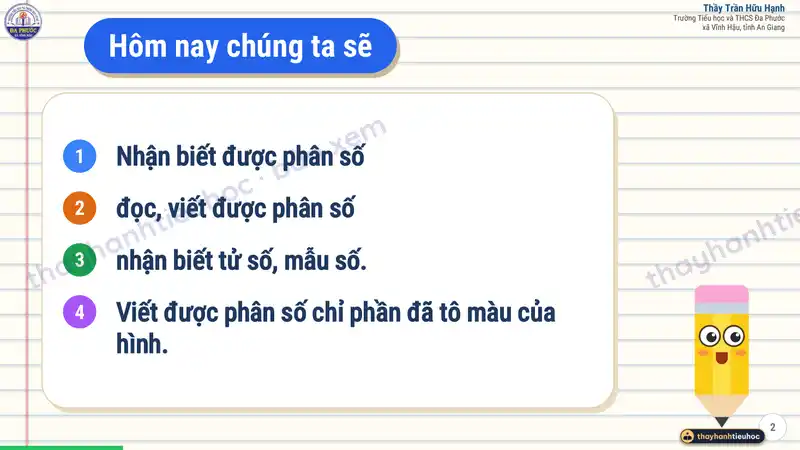 Thầy Trần Hữu Hạnh
Trường Tiểu học và THCS Đa Phước
xã Vĩnh Hậu, tỉnh An Giang
ĐA PHƯỚC
Hôm nay chúng ta sẽ
1 Nhận biết được phân số
2 đọc, viết được phân số
3 nhận biết tử số, mẫu số.
4 Viết được phân số chỉ phần đã tô màu của
hình.
thayhanhtieuhoc
2